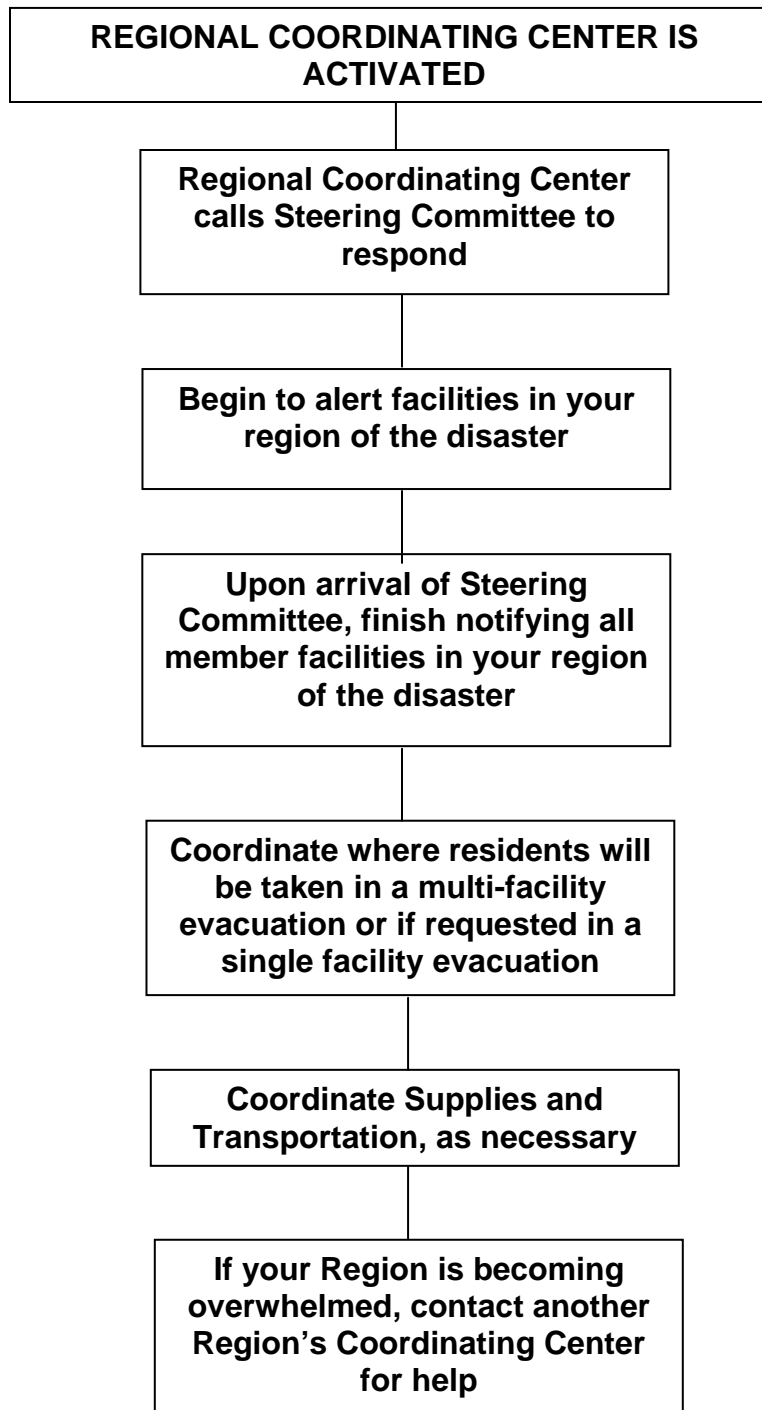 REGIONAL COORDINATING CENTER IS
ACTIVATED
Regional Coordinating Center
calls Steering Committee to
respond
Begin to alert facilities in your
region of the disaster
Upon arrival of Steering
Committee, finish notifying all
member facilities in your region
of the disaster
Coordinate where residents will
be taken in a multi-facility
evacuation or if requested in a
single facility evacuation
Coordinate Supplies and
Transportation, as necessary
If your Region is becoming
overwhelmed, contact another
Region’s Coordinating Center
for help